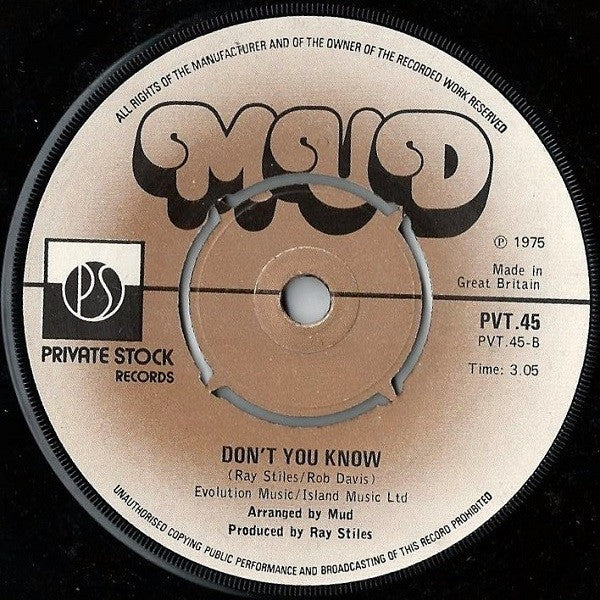 ALL RIGHTS OF THE MANUFACTURER AND OF THE OWNER OF THE RECORDED WORK RESERVED
MUD
℗ 1975
Made in
Great Britain
PS
PRIVATE STOCK
RECORDS
PVT.45
PVT.45-B
Time: 3.05
DON'T YOU KNOW
(Ray Stiles/Rob Davis)
Evolution Music/Island Music Ltd
Arranged by Mud
Produced by Ray Stiles
UNAUTHORISED COPYING PUBLIC PERFORMANCE AND BROADCASTING OF THIS RECORD PROHIBITED